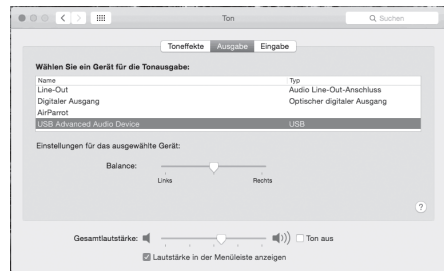 Ton
Suchen
Toneffekte Ausgabe Eingabe
Wählen Sie ein Gerät für die Tonausgabe:
Name Typ
Line-Out Audio Line-Out-Anschluss
Digitaler Ausgang Optischer digitaler Ausgang
AirParrot
USB Advanced Audio Device USB
Einstellungen für das ausgewählte Gerät:
Balance:
Links Rechts
?
Gesamtlautstärke: Ton aus
Lautstärke in der Menüleiste anzeigen